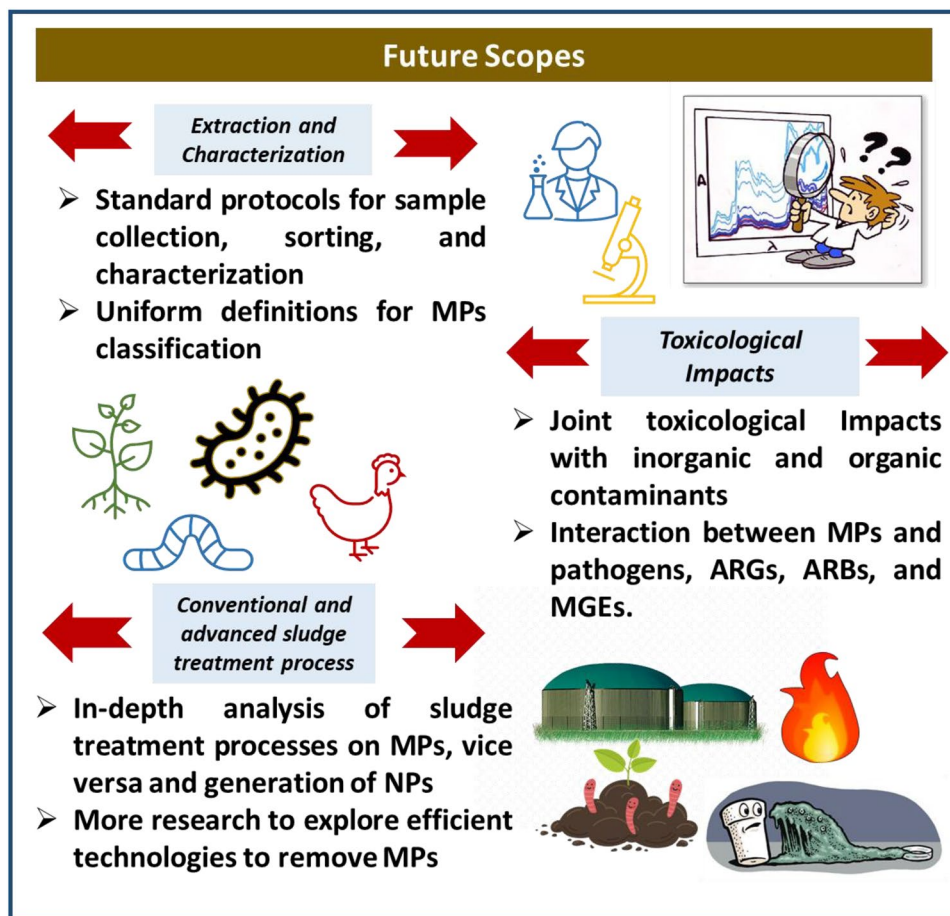 Future Scopes
Extraction and
Characterization
➢ Standard protocols for sample
collection, sorting, and
characterization
➢ Uniform definitions for MPs
classification
A
λ
??
Toxicological
Impacts
➢ Joint toxicological Impacts
with inorganic and organic
contaminants
➢ Interaction between MPs and
pathogens, ARGs, ARBs, and
MGEs.
Conventional and
advanced sludge
treatment process
➢ In-depth analysis of sludge
treatment processes on MPs, vice
versa and generation of NPs
➢ More research to explore efficient
technologies to remove MPs